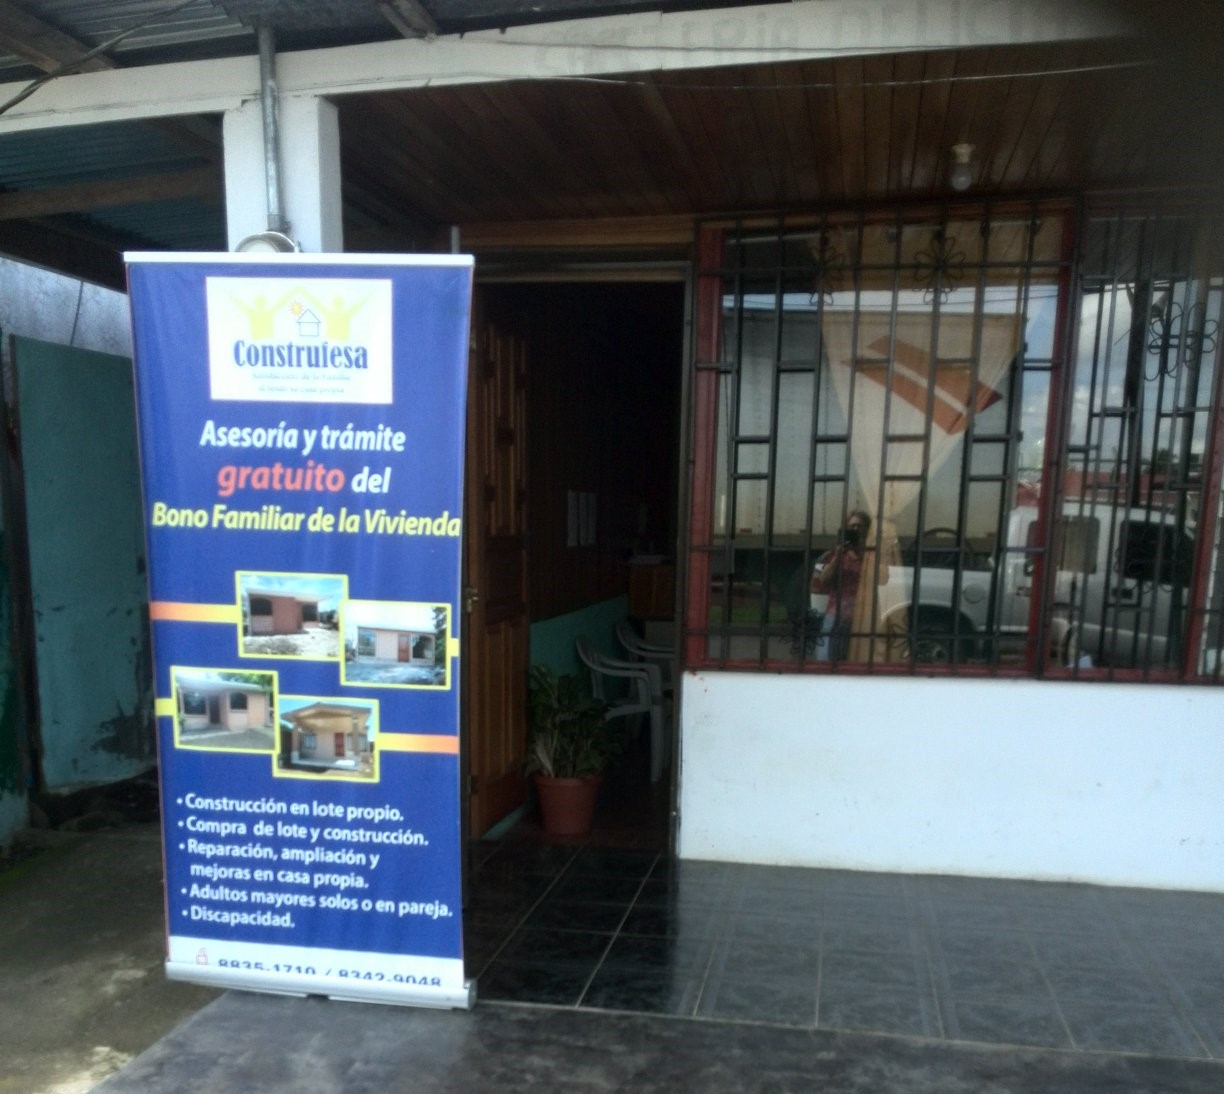 Construfesa
Asesoría y trámite
gratuito del
Bono Familiar de la Vivienda
• Construcción en lote propio.
• Compra de lote y construcción.
• Reparación, ampliación y
mejoras en casa propia.
• Adultos mayores solos o en pareja.
• Discapacidad.
8835-1710 / 8342-9048